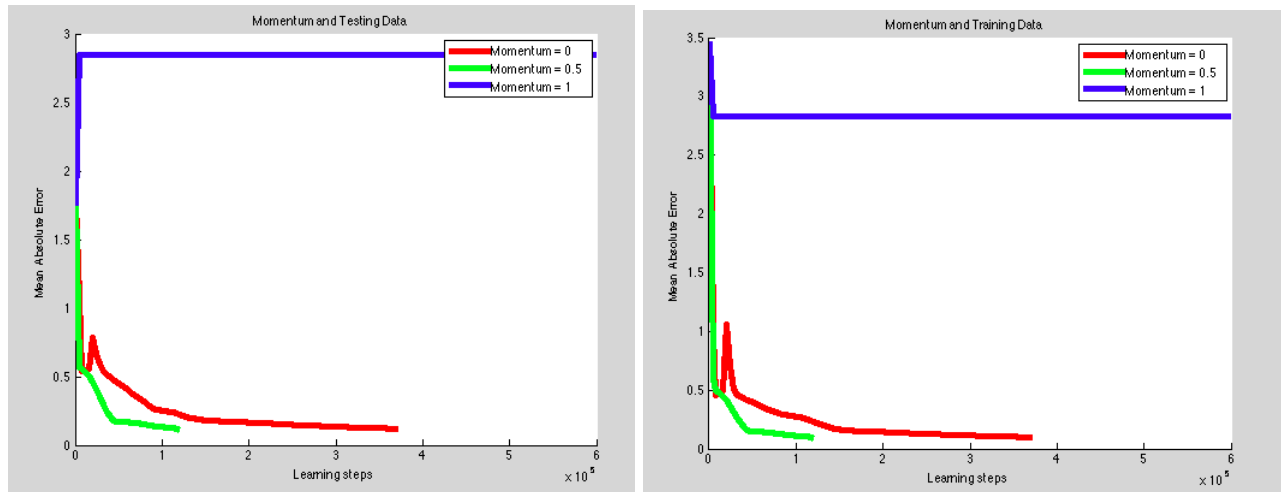 Momentum and Testing Data
3
2.5
2
1.5
1
0.5
0
Mean Absolute Error
Momentum = 0
Momentum = 0.5
Momentum = 1
0 1 2 3 4 5 6
Learning steps
x 10^5
Momentum and Training Data
3.5
3
2.5
2
1.5
1
0.5
0
Mean Absolute Error
Momentum = 0
Momentum = 0.5
Momentum = 1
0 1 2 3 4 5 6
Learning steps
x 10^5